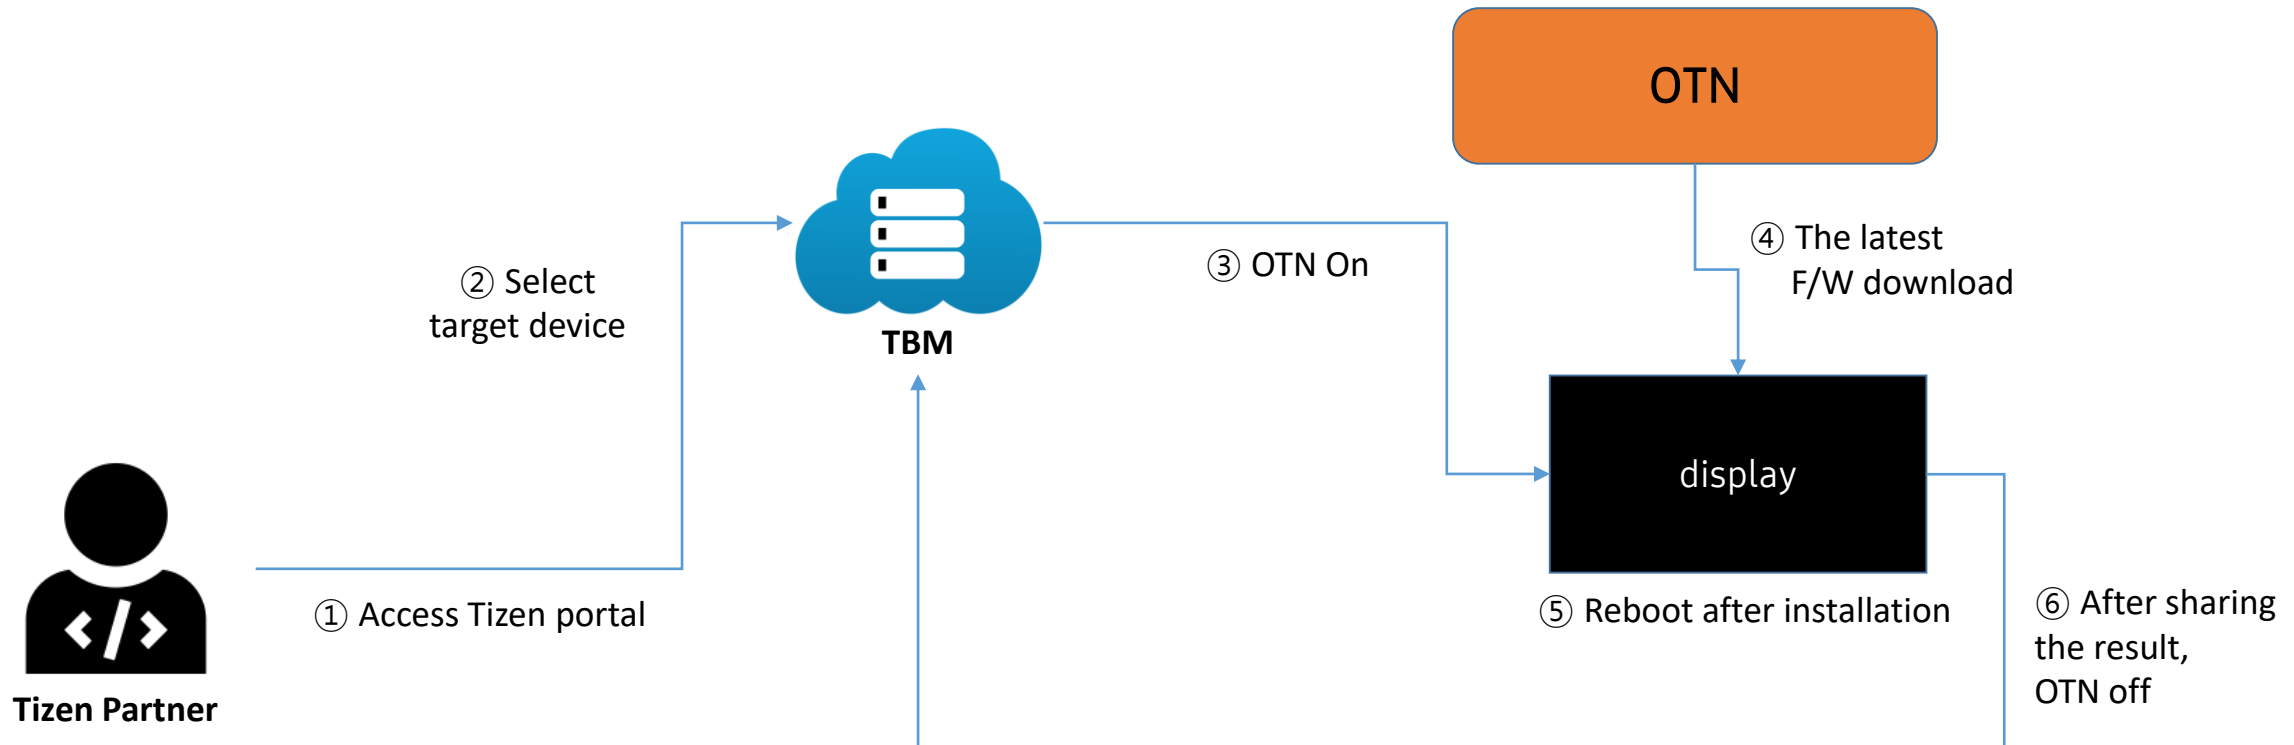 OTN
④ The latest
F/W download
③ OTN On
② Select
target device
TBM
display
① Access Tizen portal
⑤ Reboot after installation
⑥ After sharing
the result,
OTN off
Tizen Partner